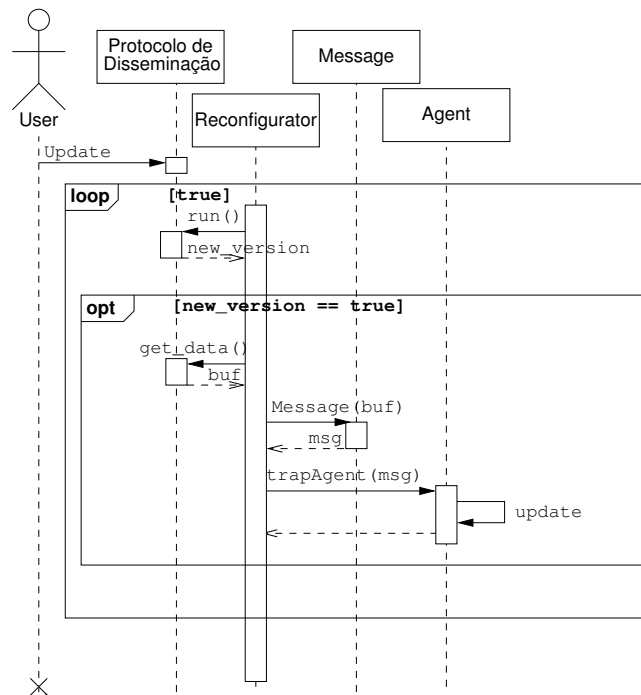 Protocolo de
Disseminação
Message
User
Reconfigurator
Agent
Update
loop
[true]
run()
new_version
opt
[new_version == true]
get_data()
buf
Message(buf)
msg
trapAgent(msg)
update